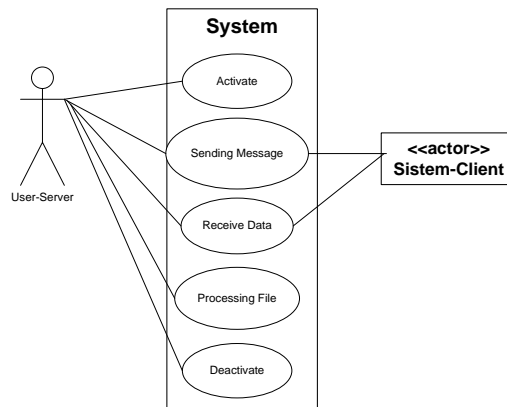 System
Activate
Sending Message
<<actor>>
Sistem-Client
User-Server
Receive Data
Processing File
Deactivate